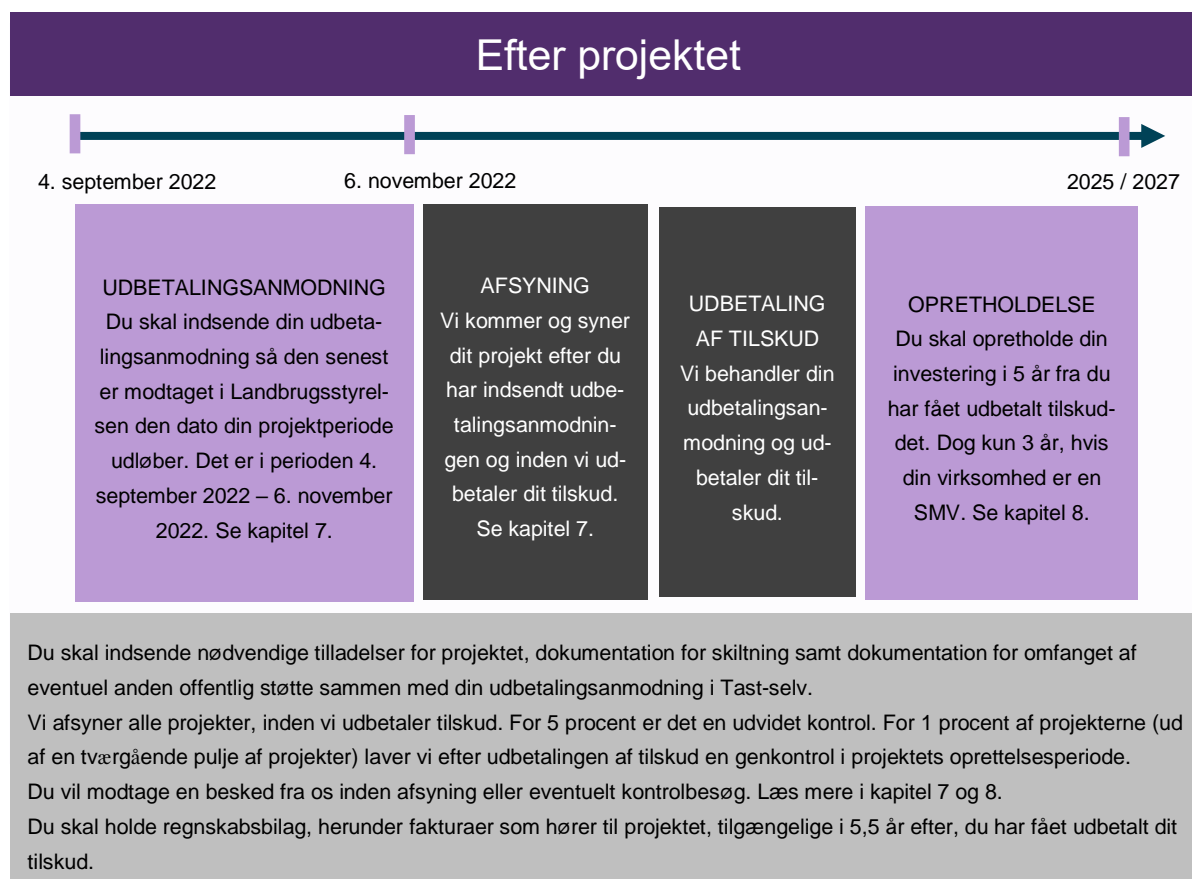 Efter projektet
4. september 2022
6. november 2022
2025 / 2027
UDBETALINGSANMODNING
Du skal indsende din udbeta-
lingsanmodning så den senest
er modtaget i Landbrugsstyrel-
sen den dato din projektperiode
udløber. Det er i perioden 4.
september 2022 – 6. november
2022. Se kapitel 7.
AFSYNING
Vi kommer og syner
dit projekt efter du
har indsendt udbe-
talingsanmodnin-
gen og inden vi ud-
betaler dit tilskud.
Se kapitel 7.
UDBETALING
AF TILSKUD
Vi behandler din
udbetalingsan-
modning og ud-
betaler dit til-
skud.
OPRETHOLDELSE
Du skal opretholde din
investering i 5 år fra du
har fået udbetalt tilskud-
det. Dog kun 3 år, hvis
din virksomhed er en
SMV. Se kapitel 8.
Du skal indsende nødvendige tilladelser for projektet, dokumentation for skiltning samt dokumentation for omfanget af
eventuel anden offentlig støtte sammen med din udbetalingsanmodning i Tast-selv.
Vi afsyner alle projekter, inden vi udbetaler tilskud. For 5 procent er det en udvidet kontrol. For 1 procent af projekterne (ud
af en tværgående pulje af projekter) laver vi efter udbetalingen af tilskud en genkontrol i projektets oprettelsesperiode.
Du vil modtage en besked fra os inden afsyning eller eventuelt kontrolbesøg. Læs mere i kapitel 7 og 8.
Du skal holde regnskabsbilag, herunder fakturaer som hører til projektet, tilgængelige i 5,5 år efter, du har fået udbetalt dit
tilskud.